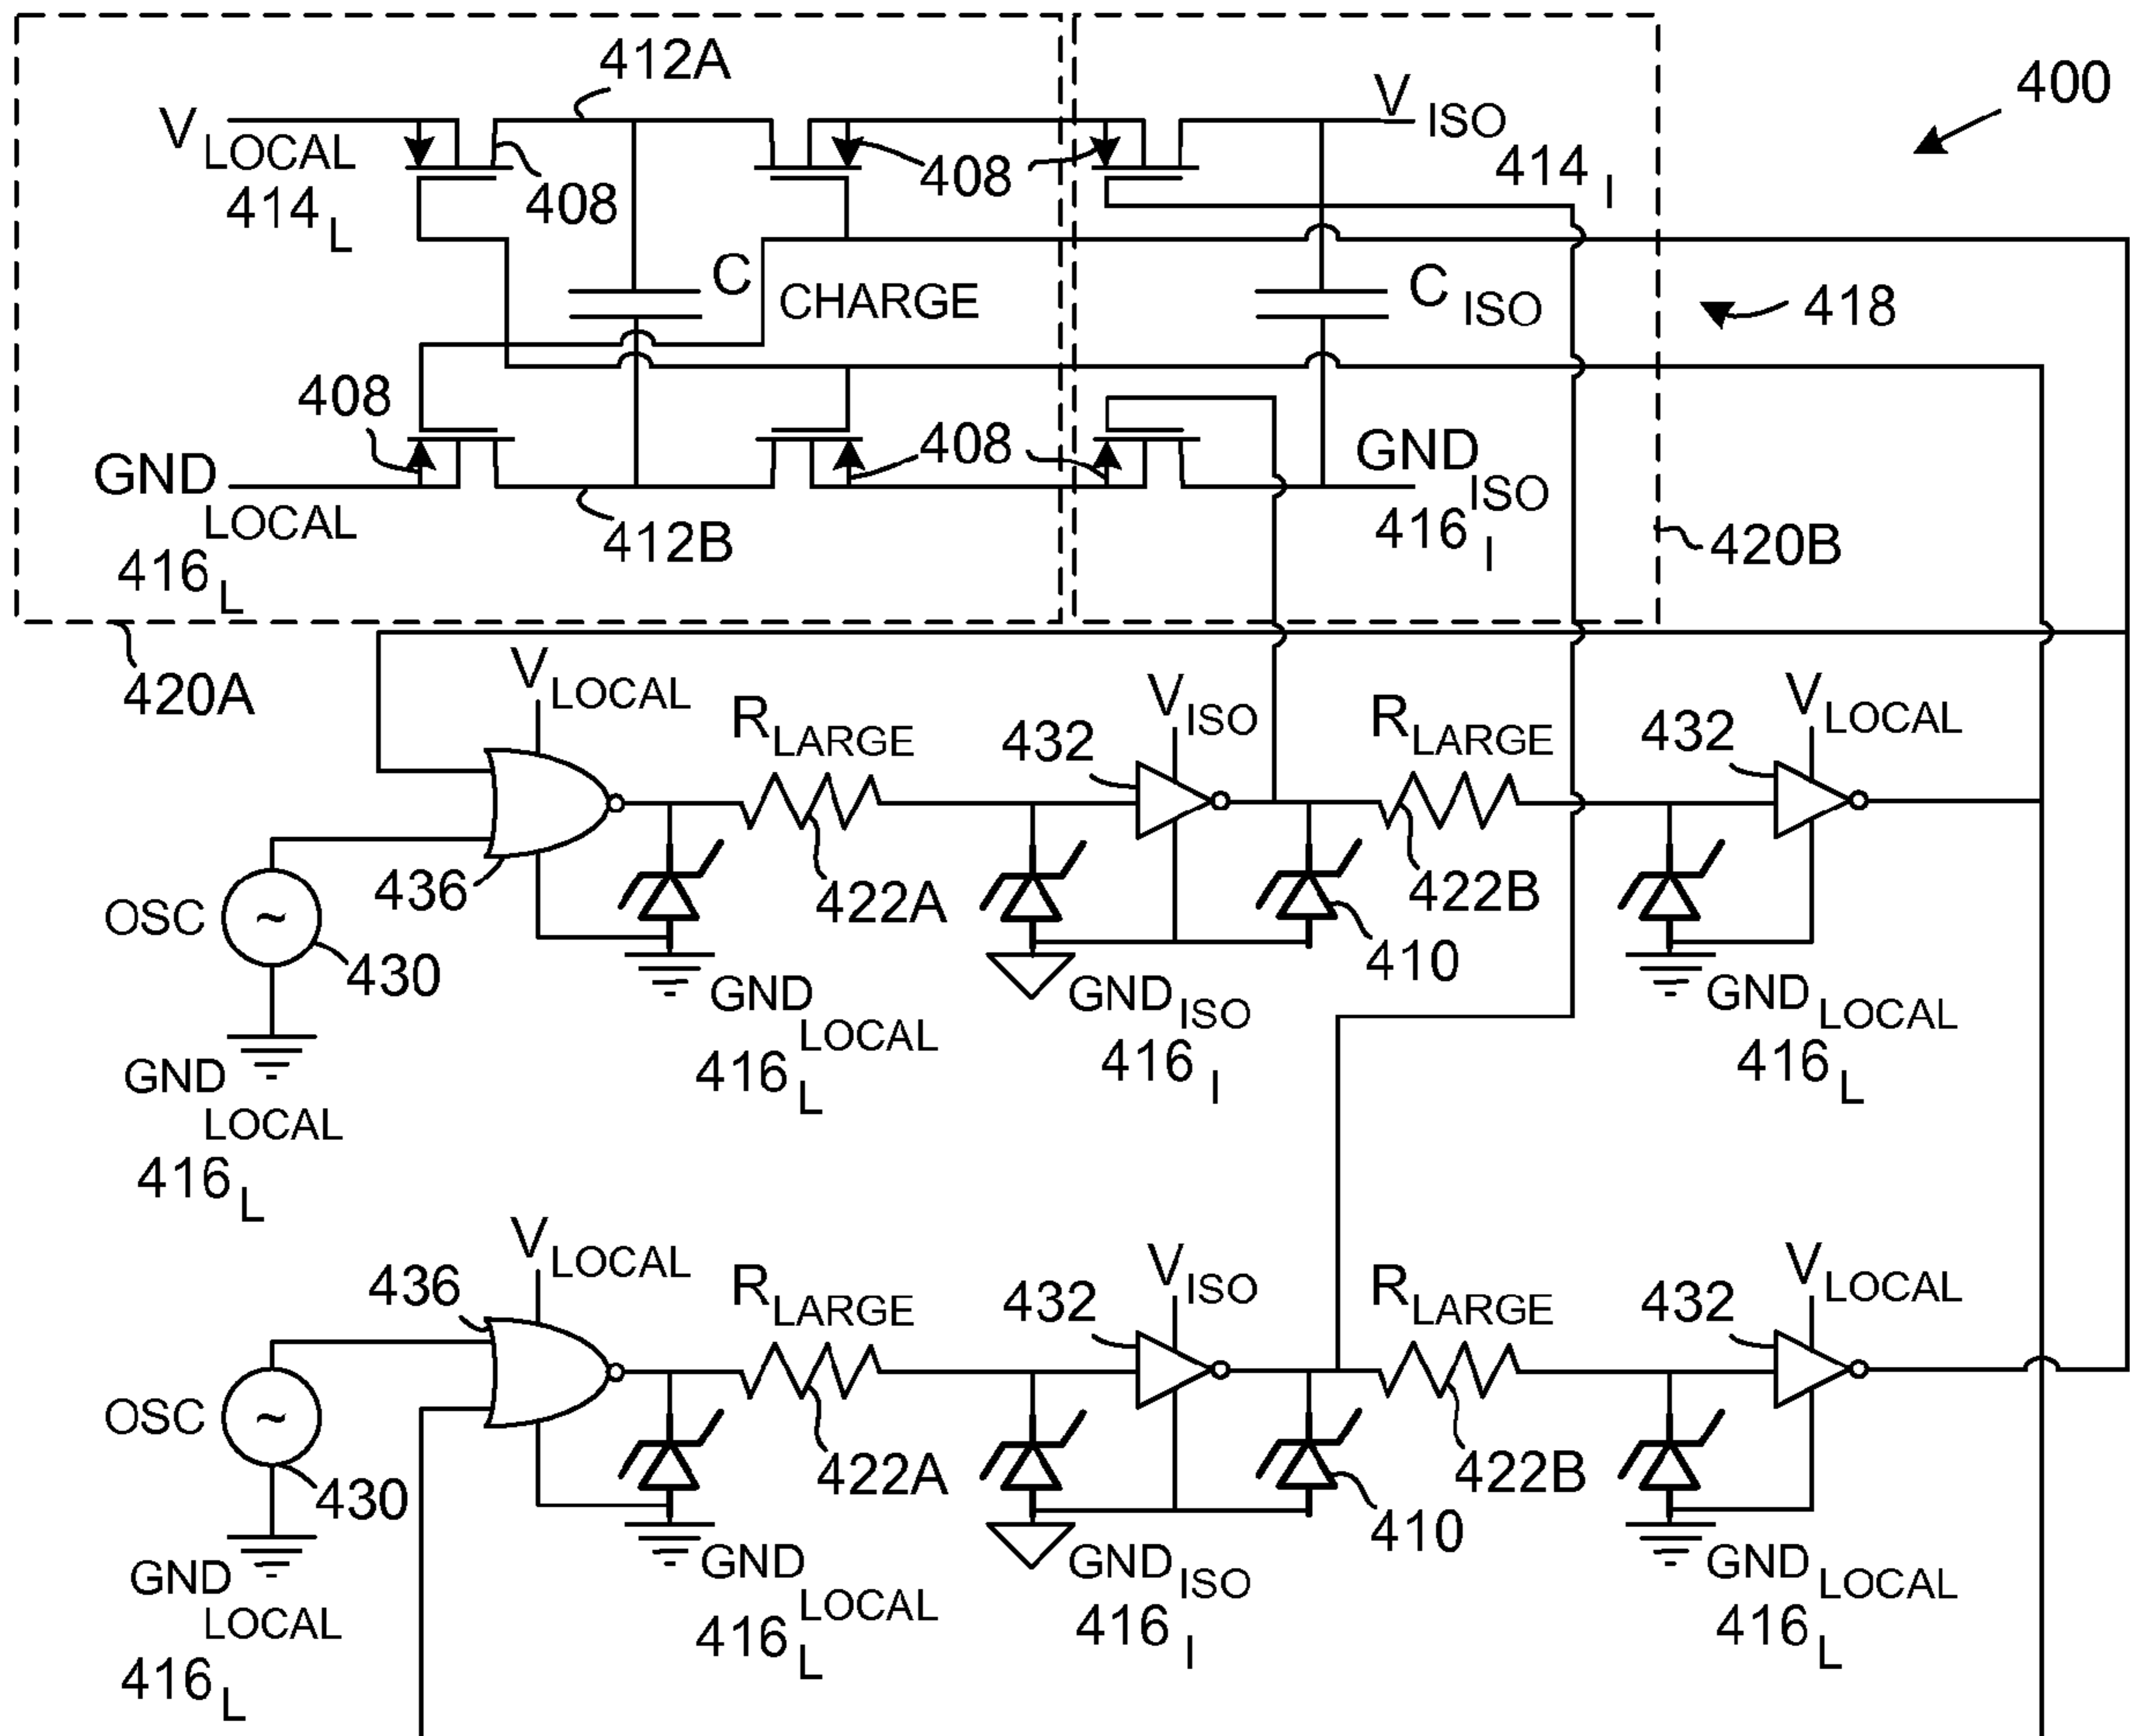 412A
400
V LOCAL
414 L
408
408
V ISO
414 I
C CHARGE
C ISO
418
408
408
GND LOCAL
416 L
412B
GND ISO
416 I
420B
420A
V LOCAL
R LARGE
432
V ISO
R LARGE
432
V LOCAL
436
422A
422B
OSC
~
430
410
GND LOCAL
416 L
GND ISO
416 I
GND LOCAL
416 L
GND LOCAL
416 L
436
V LOCAL
R LARGE
432
V ISO
R LARGE
432
V LOCAL
OSC
~
430
422A
422B
410
GND LOCAL
416 L
GND LOCAL
416 L
GND ISO
416 I
GND LOCAL
416 L